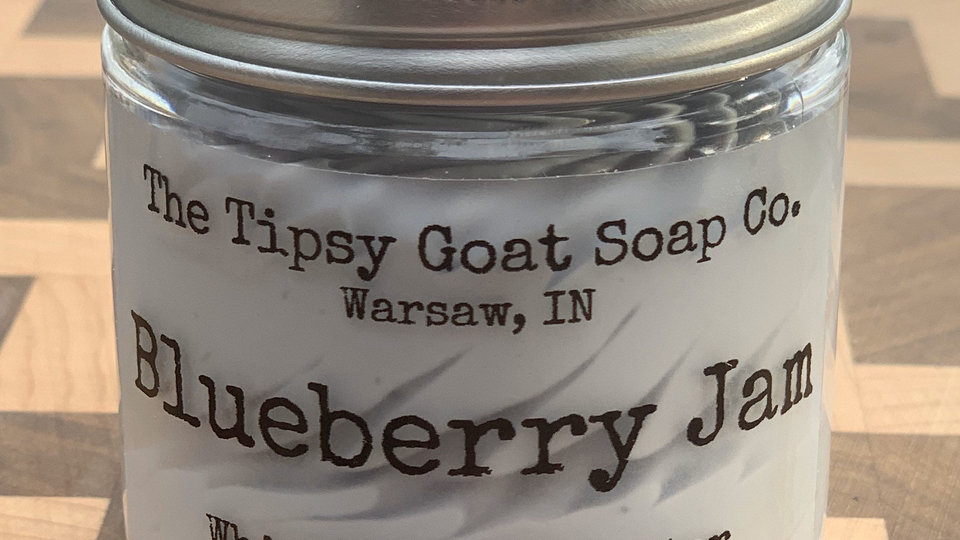 The Tipsy Goat Soap Co.
Warsaw, IN
Blueberry Jam